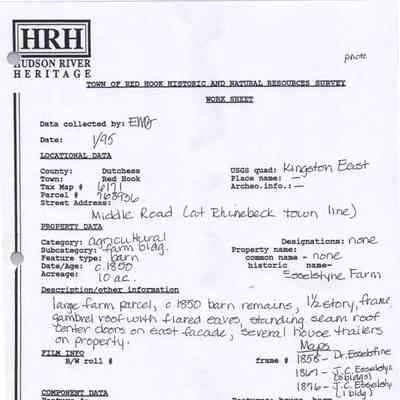 HRH
HUDSON RIVER
HERITAGE
photo
TOWN OF RED HOOK HISTORIC AND NATURAL RESOURCES SURVEY
WORK SHEET
Data collected by:
Date: 1/95
LOCATIONAL DATA
County: Dutchess USGS quad: Kingston East
Town: Red Hook Place name: —
Tax Map # 6171 Archeo.info.: —
Parcel #
Street Address:
Middle Road (at Rhinebeck town line)
PROPERTY DATA
Category: agricultural Designations: none
Subcategory: farm bldg. Property name:
Feature type: barn common name - none
Date/Age: c.1850 historic name-
Acreage: 10 ac. Esselstyne Farm
Description/other information
large farm parcel, c 1850 barn remains, 1½ story, frame
gambrel roof with flared eaves, standing seam roof
center doors on east facade, several house trailers
on property. Maps
FILM INFO 1858 - Dr. Esselstine
B/W roll # frame # 1867 - J.C. Esselstyn
(2 bldgs)
1876 - J.C. Esselsty
(1 bldg)
COMPONENT DATA